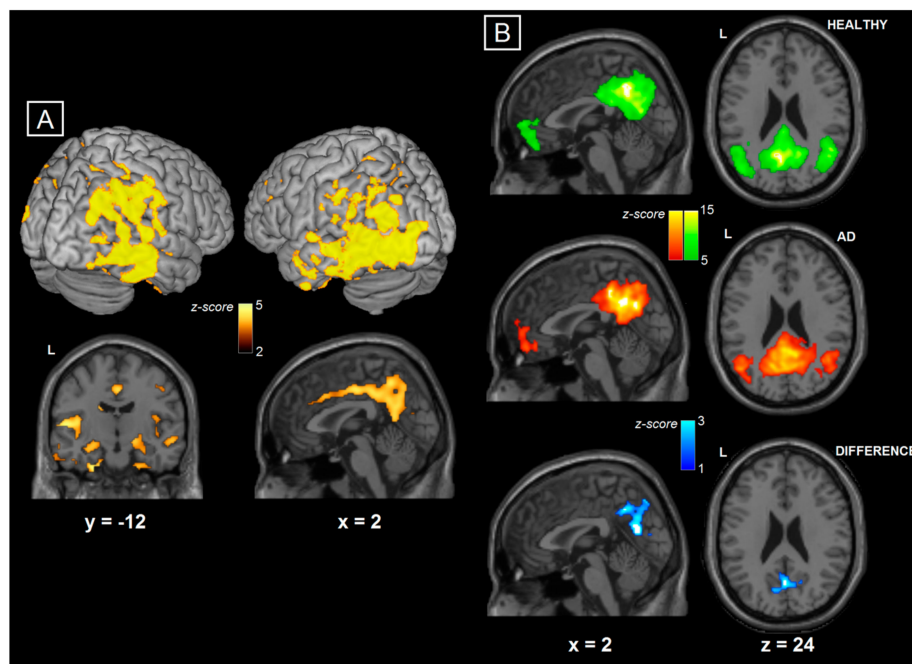 A
L
z-score
5
2
y = -12
x = 2
B
HEALTHY
L
z-score
15
5
AD
L
z-score
3
1
DIFFERENCE
L
x = 2
z = 24